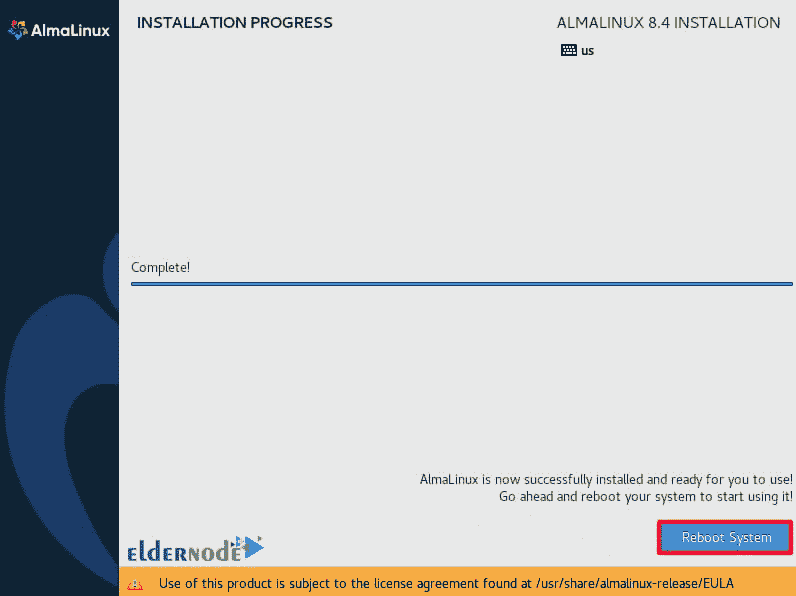 AlmaLinux
INSTALLATION PROGRESS
ALMALINUX 8.4 INSTALLATION
us
Complete!
AlmaLinux is now successfully installed and ready for you to use!
Go ahead and reboot your system to start using it!
eldernode
Reboot System
Use of this product is subject to the license agreement found at /usr/share/almalinux-release/EULA